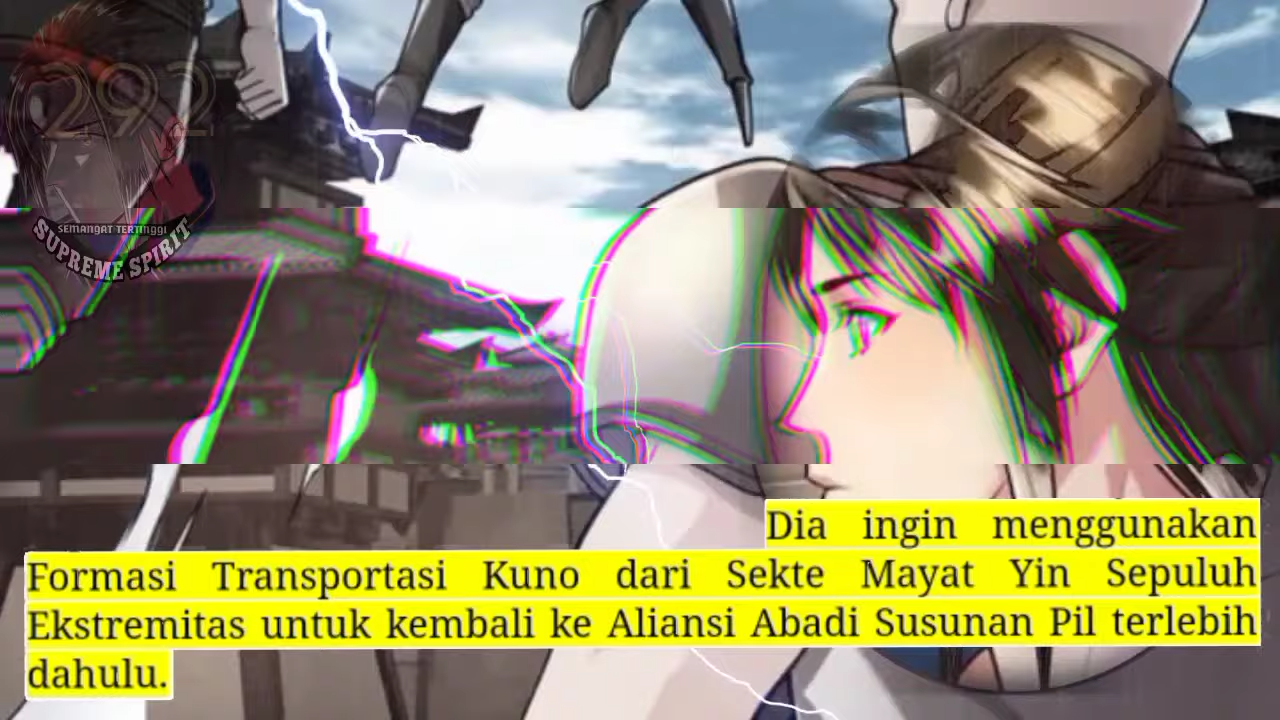 292
SEMANGAT TERTINGGI
SUPREME SPIRIT
Dia ingin menggunakan
Formasi Transportasi Kuno dari Sekte Mayat Yin Sepuluh
Ekstremitas untuk kembali ke Aliansi Abadi Susunan Pil terlebih
dahulu.